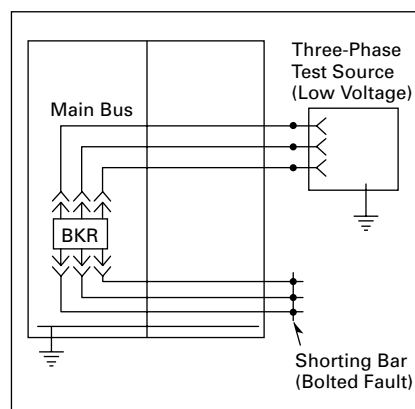 Three-Phase
Test Source
(Low Voltage)
Main Bus
BKR
Shorting Bar
(Bolted Fault)